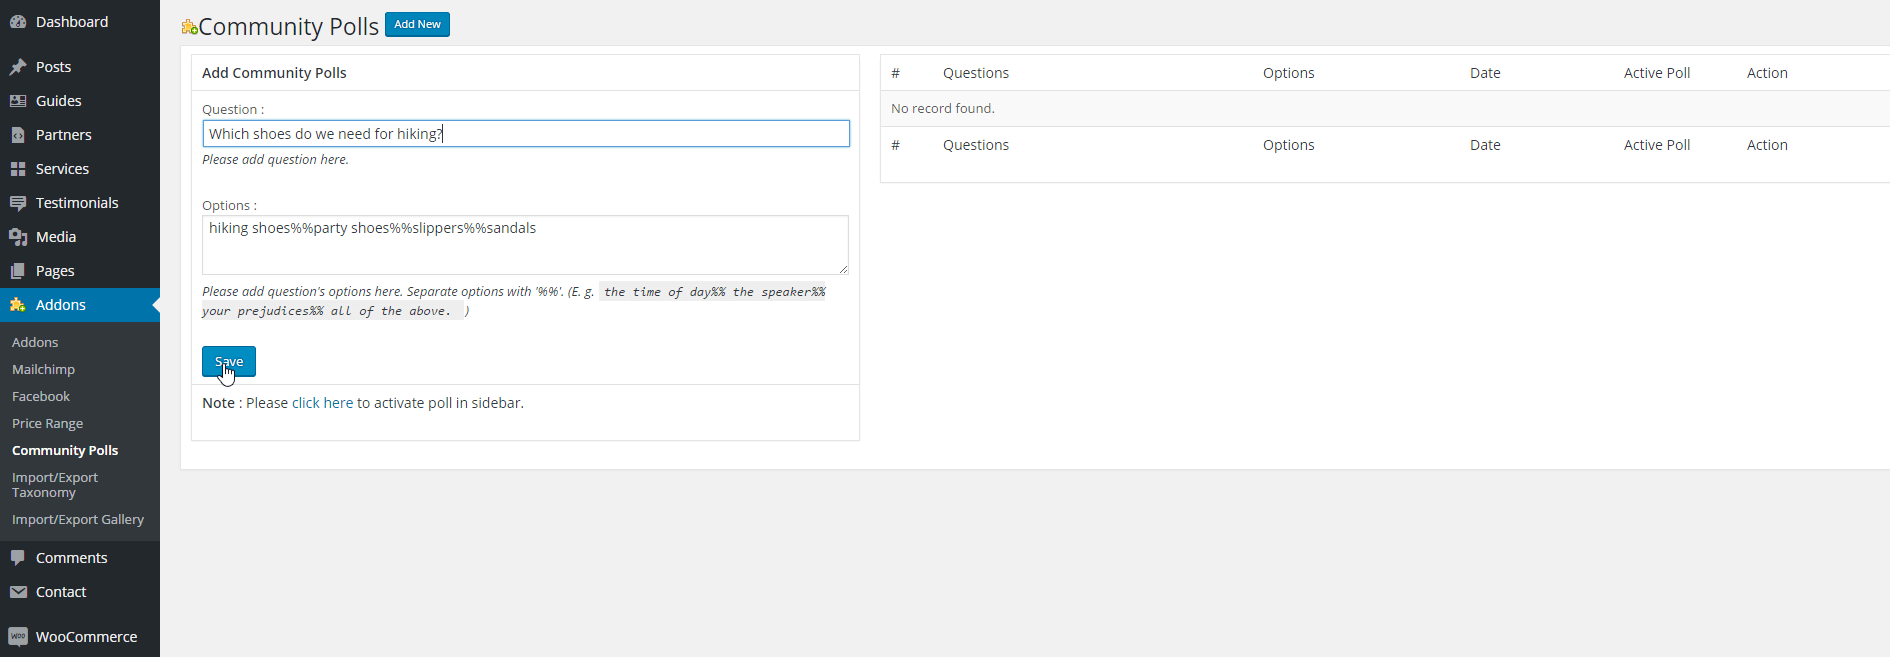 Dashboard
Posts
Guides
Partners
Services
Testimonials
Media
Pages
Addons
Addons
Mailchimp
Facebook
Price Range
Community Polls
Import/Export
Taxonomy
Import/Export Gallery
Comments
Contact
WOO WooCommerce
Community Polls Add New
Add Community Polls
Question :
Which shoes do we need for hiking?
Please add question here.
Options :
hiking shoes%%party shoes%%slippers%%sandals
Please add question's options here. Separate options with '%%'. (E. g. the time of day%% the speaker%%
your prejudices%% all of the above. )
Save
Note : Please click here to activate poll in sidebar.
# Questions Options Date Active Poll Action
No record found.
# Questions Options Date Active Poll Action